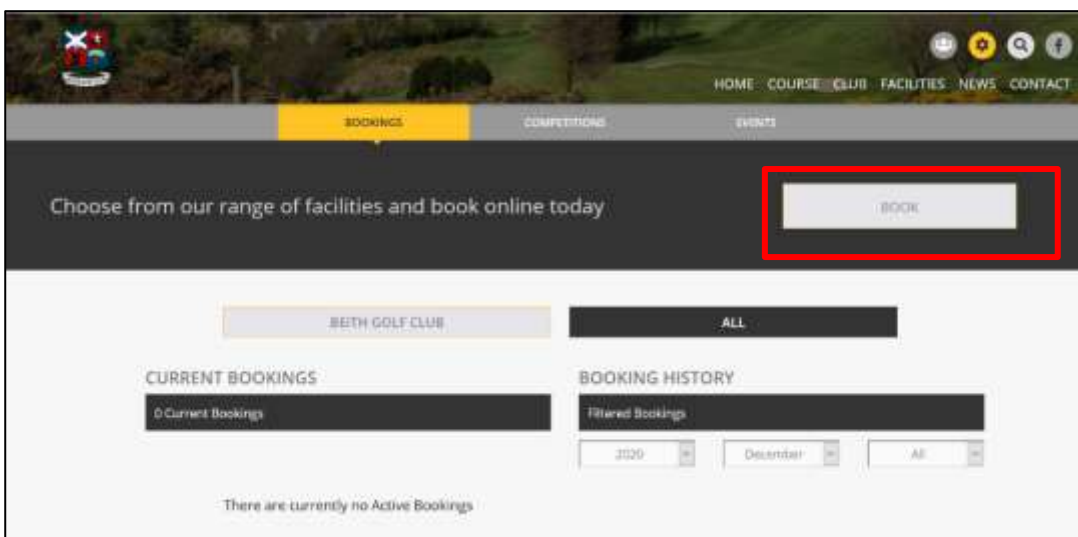 HOME COURSE CLUB FACILITIES NEWS CONTACT
BOOKINGS COMPETITIONS EVENTS
Choose from our range of facilities and book online today
BOOK
BEITH GOLF CLUB ALL
CURRENT BOOKINGS BOOKING HISTORY
0 Current Bookings Filtered Bookings
2020 December All
There are currently no Active Bookings